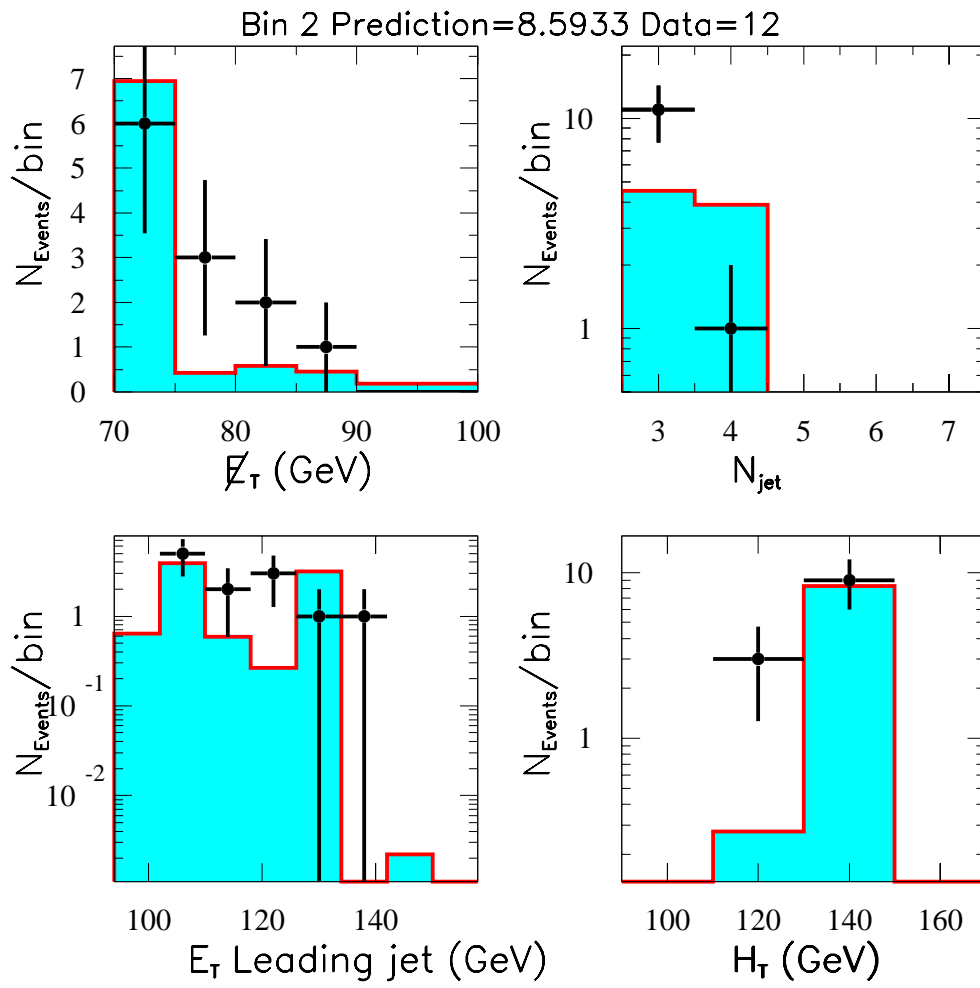 Bin 2 Prediction=8.5933 Data=12
N_Events/bin
7
6
5
4
3
2
1
0
70 80 90 100
E̸_T (GeV)
N_Events/bin
10
1
3 4 5 6 7
N_jet
N_Events/bin
1
10^-1
10^-2
100 120 140
E_T Leading jet (GeV)
N_Events/bin
10
1
100 120 140 160
H_T (GeV)